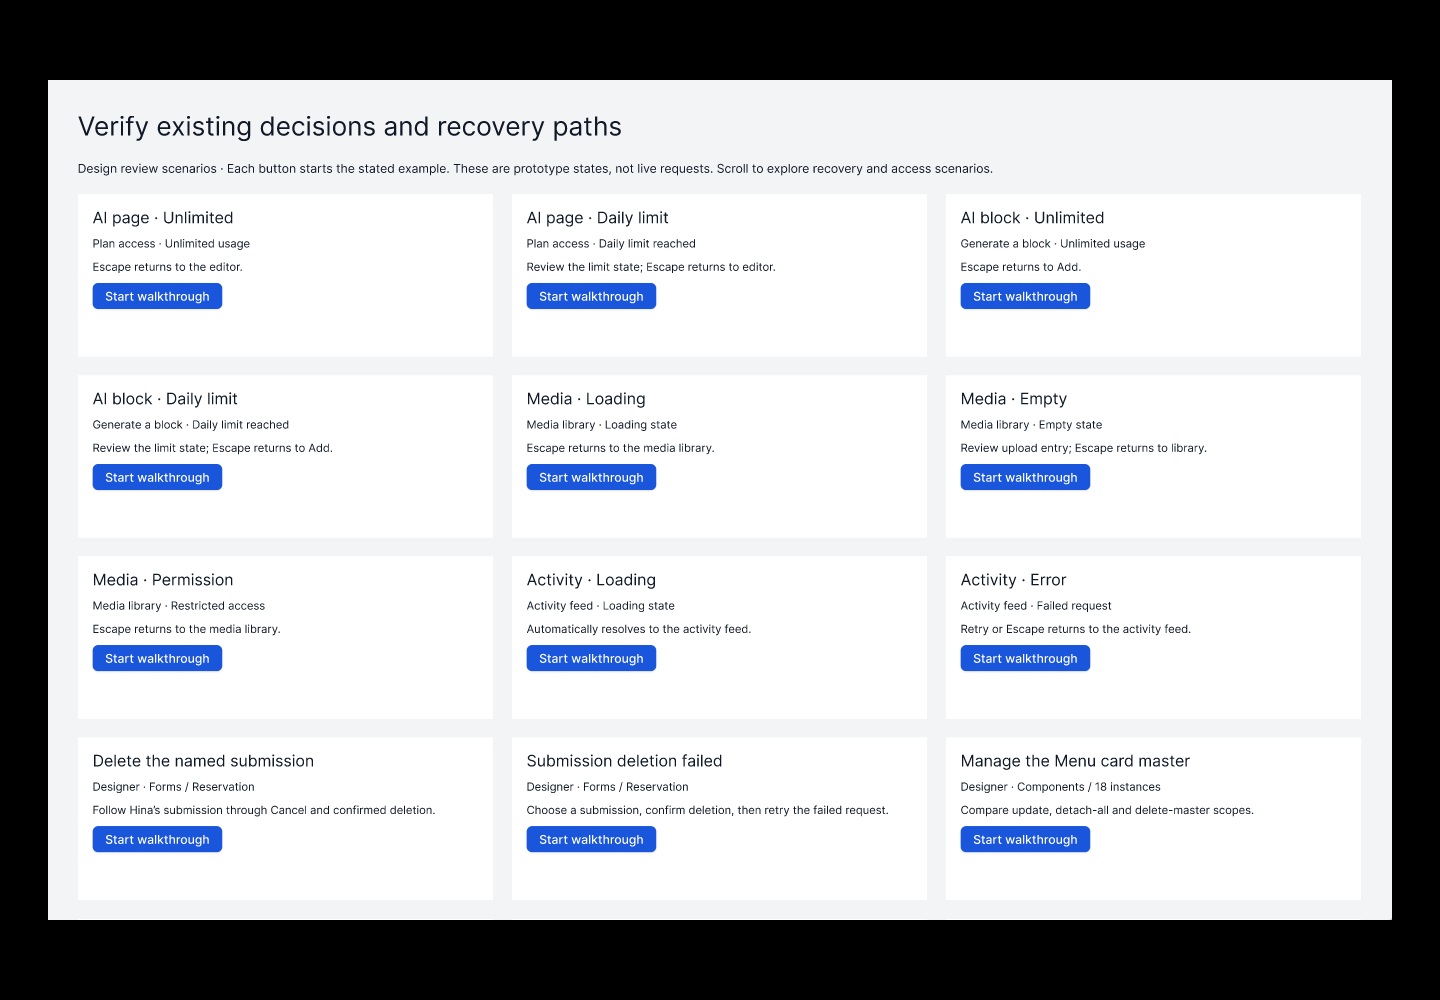 Verify existing decisions and recovery paths
Design review scenarios · Each button starts the stated example. These are prototype states, not live requests. Scroll to explore recovery and access scenarios.
AI page · Unlimited
Plan access · Unlimited usage
Escape returns to the editor.
Start walkthrough
AI page · Daily limit
Plan access · Daily limit reached
Review the limit state; Escape returns to editor.
Start walkthrough
AI block · Unlimited
Generate a block · Unlimited usage
Escape returns to Add.
Start walkthrough
AI block · Daily limit
Generate a block · Daily limit reached
Review the limit state; Escape returns to Add.
Start walkthrough
Media · Loading
Media library · Loading state
Escape returns to the media library.
Start walkthrough
Media · Empty
Media library · Empty state
Review upload entry; Escape returns to library.
Start walkthrough
Media · Permission
Media library · Restricted access
Escape returns to the media library.
Start walkthrough
Activity · Loading
Activity feed · Loading state
Automatically resolves to the activity feed.
Start walkthrough
Activity · Error
Activity feed · Failed request
Retry or Escape returns to the activity feed.
Start walkthrough
Delete the named submission
Designer · Forms / Reservation
Follow Hina’s submission through Cancel and confirmed deletion.
Start walkthrough
Submission deletion failed
Designer · Forms / Reservation
Choose a submission, confirm deletion, then retry the failed request.
Start walkthrough
Manage the Menu card master
Designer · Components / 18 instances
Compare update, detach-all and delete-master scopes.
Start walkthrough